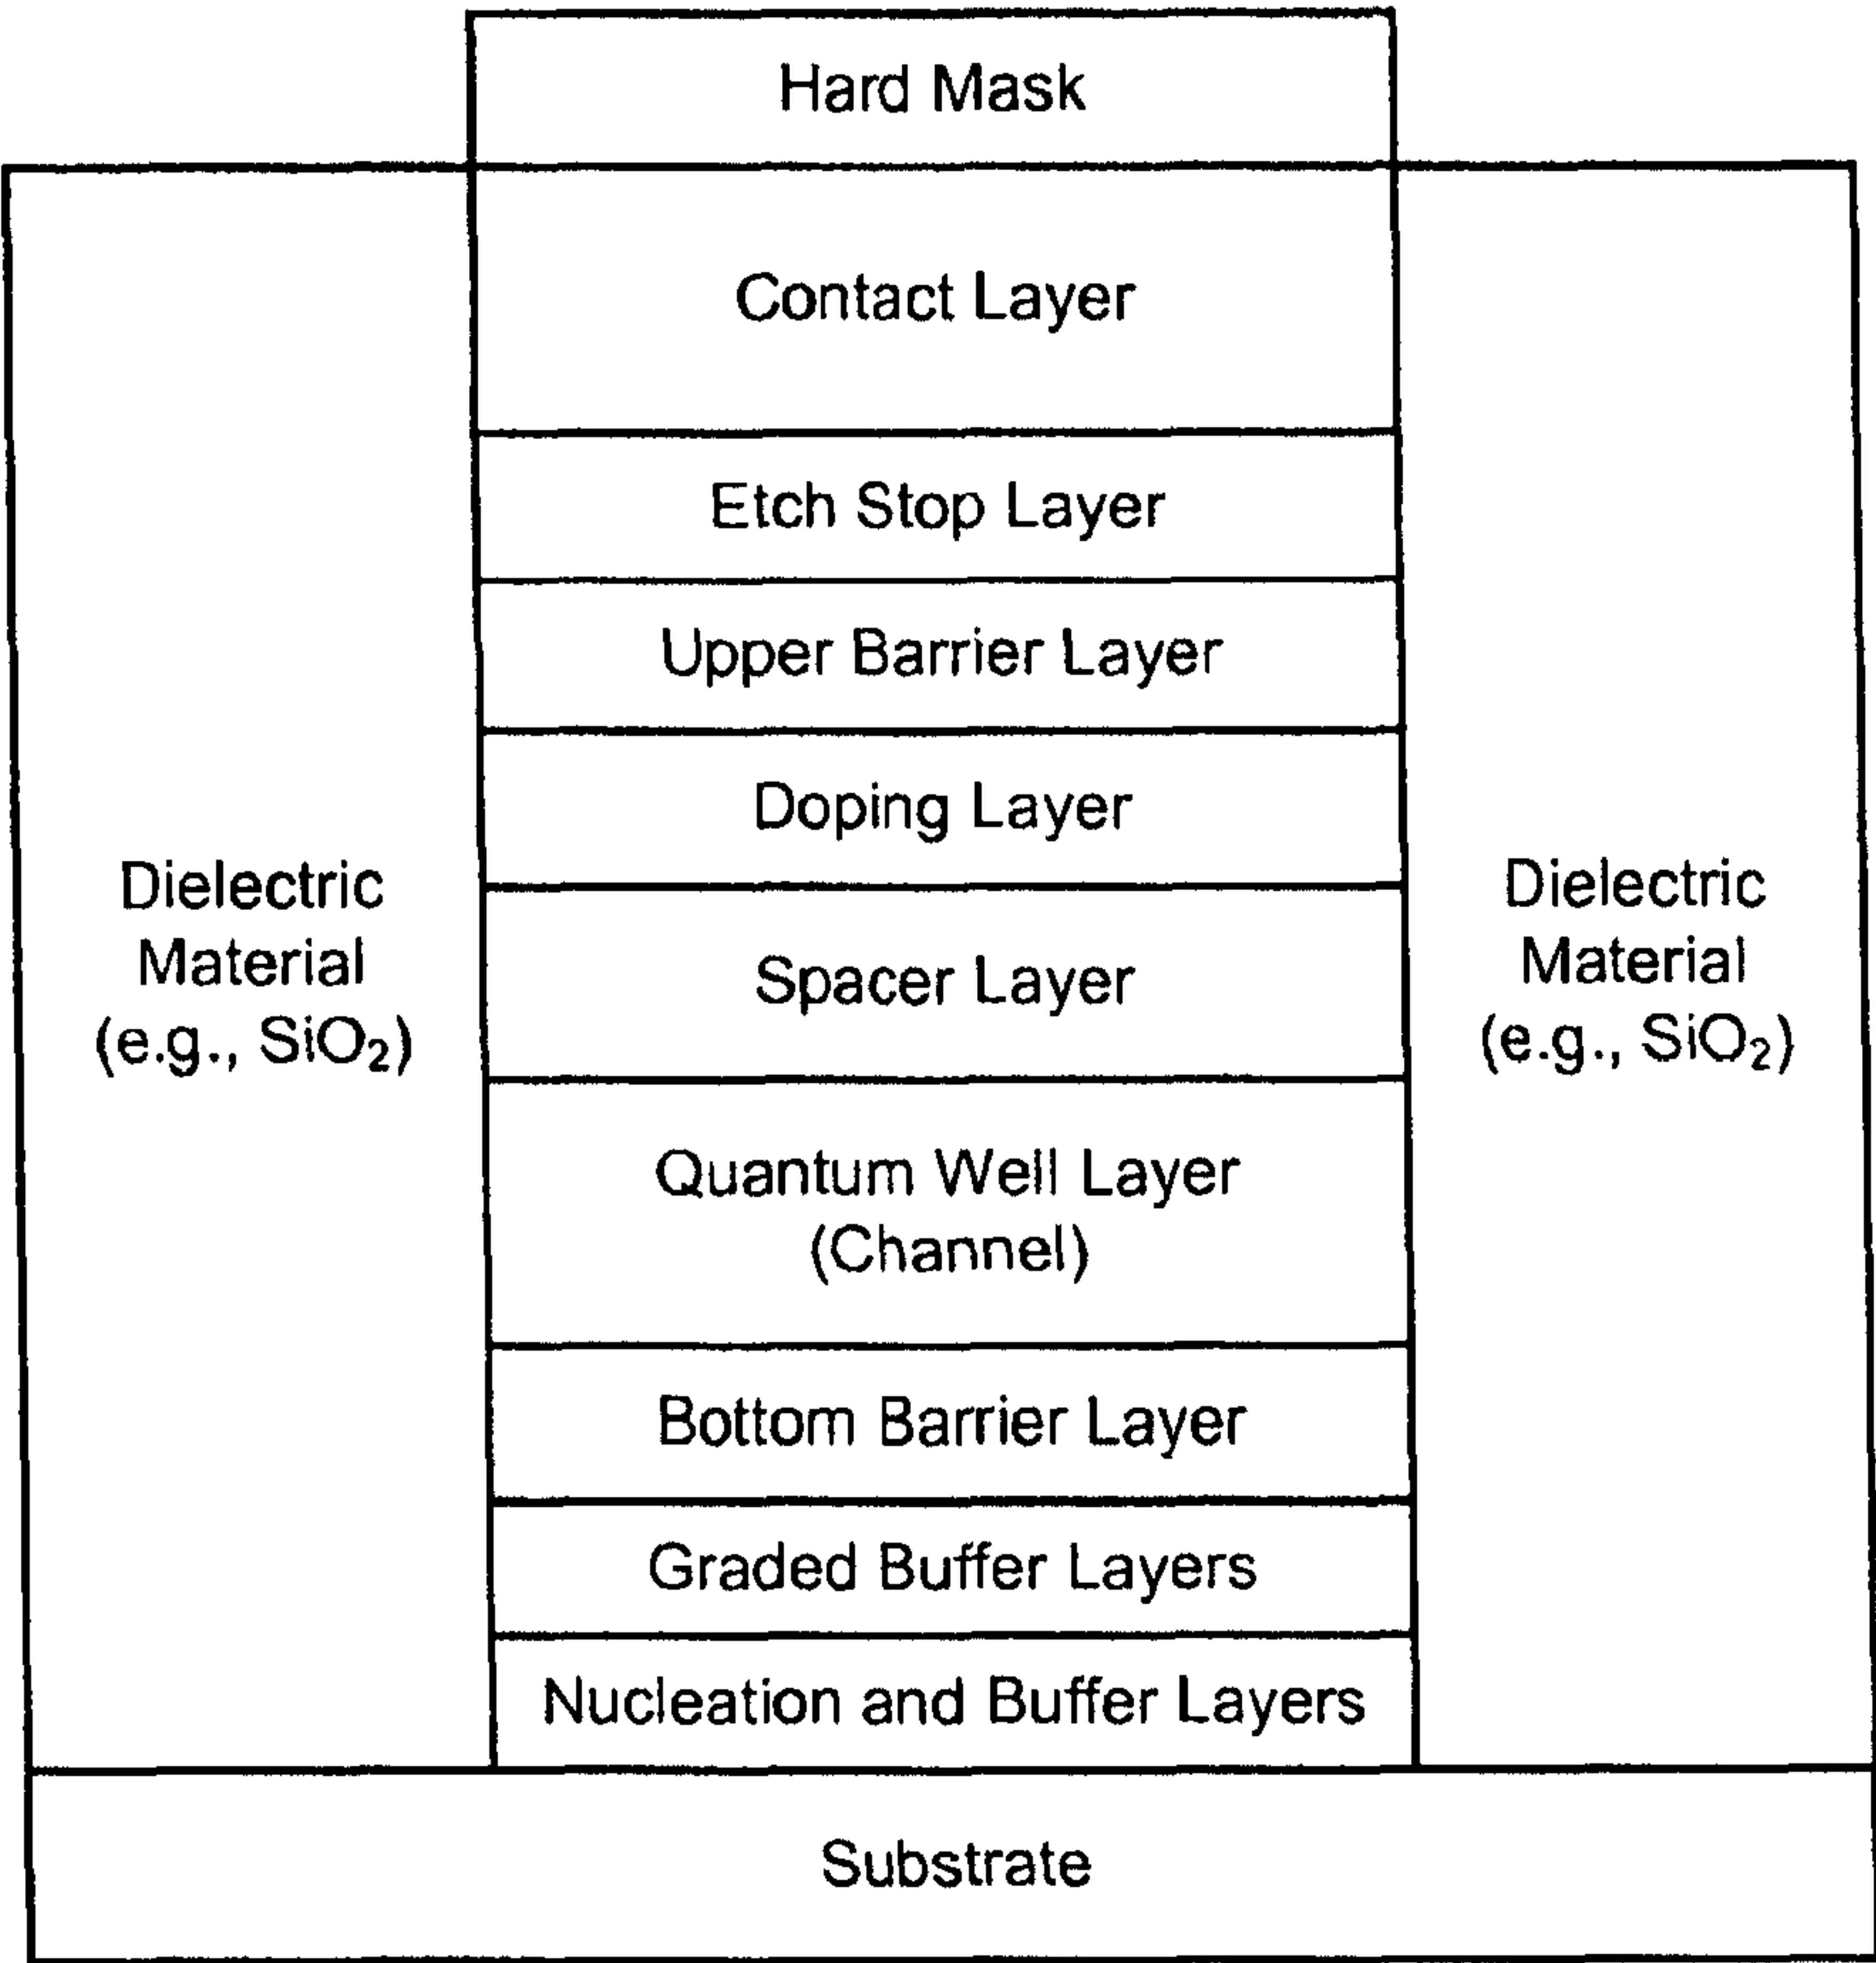 Hard Mask
Contact Layer
Etch Stop Layer
Upper Barrier Layer
Doping Layer
Dielectric
Material
(e.g., SiO₂)
Spacer Layer
Dielectric
Material
(e.g., SiO₂)
Quantum Well Layer
(Channel)
Bottom Barrier Layer
Graded Buffer Layers
Nucleation and Buffer Layers
Substrate